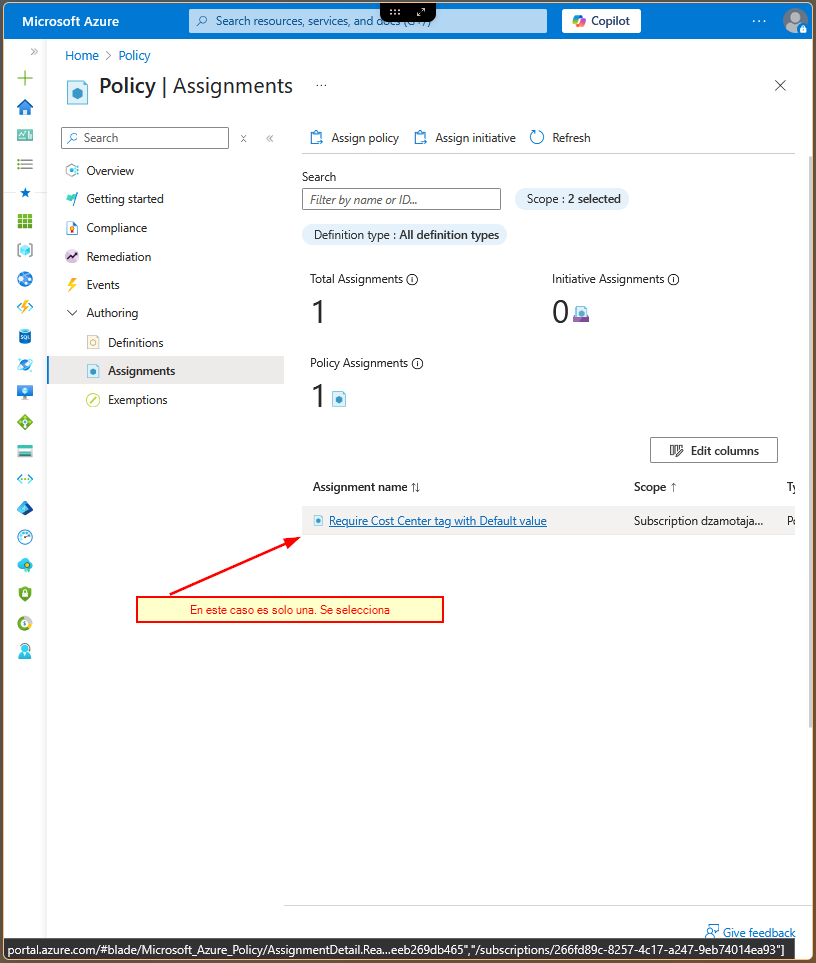 Microsoft Azure
Search resources, services, and docs (G+/)
Copilot
Home > Policy
Policy | Assignments
Search
Assign policy
Assign initiative
Refresh
Overview
Getting started
Compliance
Remediation
Events
Authoring
Definitions
Assignments
Exemptions
Search
Filter by name or ID...
Scope : 2 selected
Definition type : All definition types
Total Assignments
1
Initiative Assignments
0
Policy Assignments
1
Edit columns
Assignment name
Scope
Ty
Require Cost Center tag with Default value
Subscription dzamotaja...
Po
En este caso es solo una. Se selecciona
Give feedback
portal.azure.com/#blade/Microsoft_Azure_Policy/AssignmentDetail.Rea...eeb269db465","/subscriptions/266fd89c-8257-4c17-a247-9eb74014ea93"]